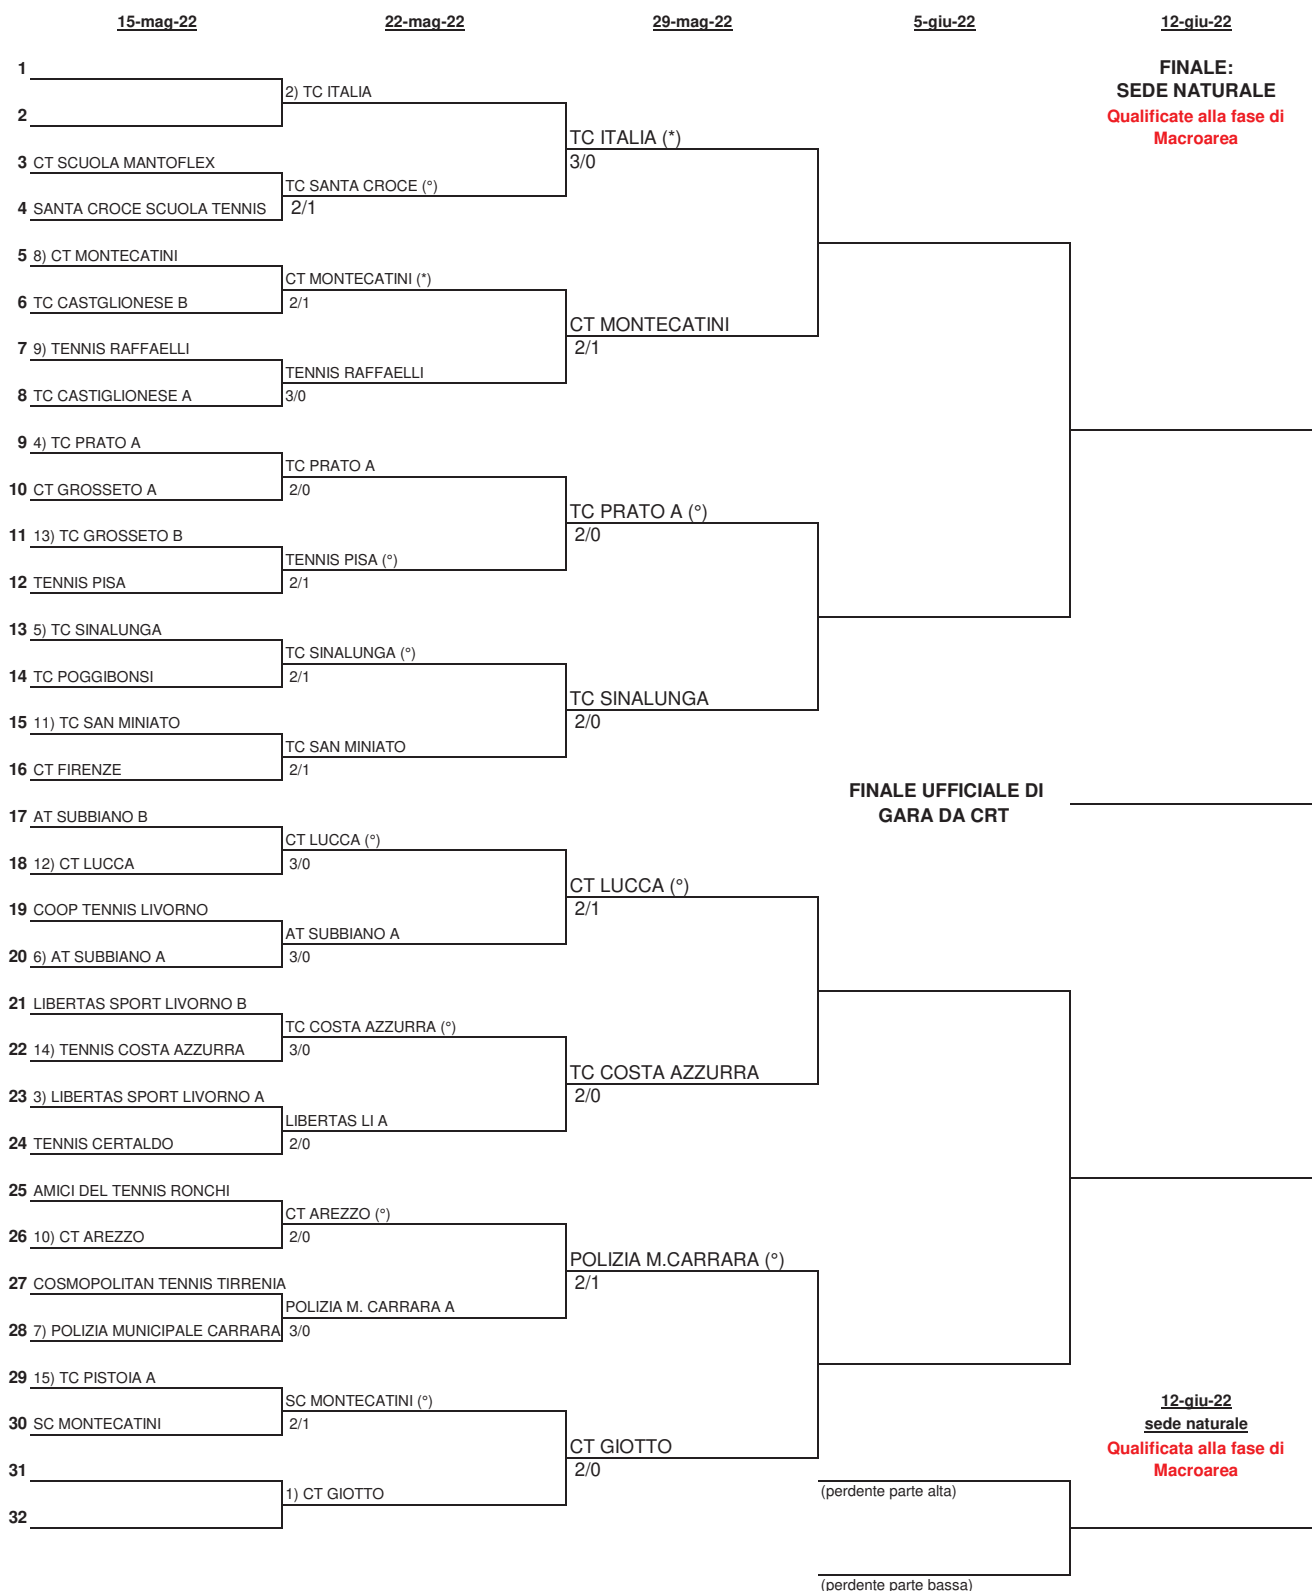 15-mag-22 22-mag-22 29-mag-22 5-giu-22 12-giu-22
1
FINALE:
SEDE NATURALE
Qualificate alla fase di
Macroarea
2) TC ITALIA
2
TC ITALIA (*)
3/0
3 CT SCUOLA MANTOFLEX
TC SANTA CROCE (°)
2/1
4 SANTA CROCE SCUOLA TENNIS
5 8) CT MONTECATINI
CT MONTECATINI (*)
2/1
6 TC CASTGLIONESE B
CT MONTECATINI
2/1
7 9) TENNIS RAFFAELLI
TENNIS RAFFAELLI
3/0
8 TC CASTIGLIONESE A
9 4) TC PRATO A
TC PRATO A
2/0
10 CT GROSSETO A
TC PRATO A (°)
2/0
11 13) TC GROSSETO B
TENNIS PISA (°)
2/1
12 TENNIS PISA
13 5) TC SINALUNGA
TC SINALUNGA (°)
2/1
14 TC POGGIBONSI
TC SINALUNGA
2/0
15 11) TC SAN MINIATO
TC SAN MINIATO
2/1
16 CT FIRENZE
FINALE UFFICIALE DI
GARA DA CRT
17 AT SUBBIANO B
CT LUCCA (°)
3/0
18 12) CT LUCCA
CT LUCCA (°)
2/1
19 COOP TENNIS LIVORNO
AT SUBBIANO A
3/0
20 6) AT SUBBIANO A
21 LIBERTAS SPORT LIVORNO B
TC COSTA AZZURRA (°)
3/0
22 14) TENNIS COSTA AZZURRA
TC COSTA AZZURRA
2/0
23 3) LIBERTAS SPORT LIVORNO A
LIBERTAS LI A
2/0
24 TENNIS CERTALDO
25 AMICI DEL TENNIS RONCHI
CT AREZZO (°)
2/0
26 10) CT AREZZO
POLIZIA M.CARRARA (°)
2/1
27 COSMOPOLITAN TENNIS TIRRENIA
POLIZIA M. CARRARA A
3/0
28 7) POLIZIA MUNICIPALE CARRARA
29 15) TC PISTOIA A
SC MONTECATINI (°)
2/1
30 SC MONTECATINI
12-giu-22
sede naturale
Qualificata alla fase di
Macroarea
CT GIOTTO
2/0
31
1) CT GIOTTO
32
(perdente parte alta)
(perdente parte bassa)